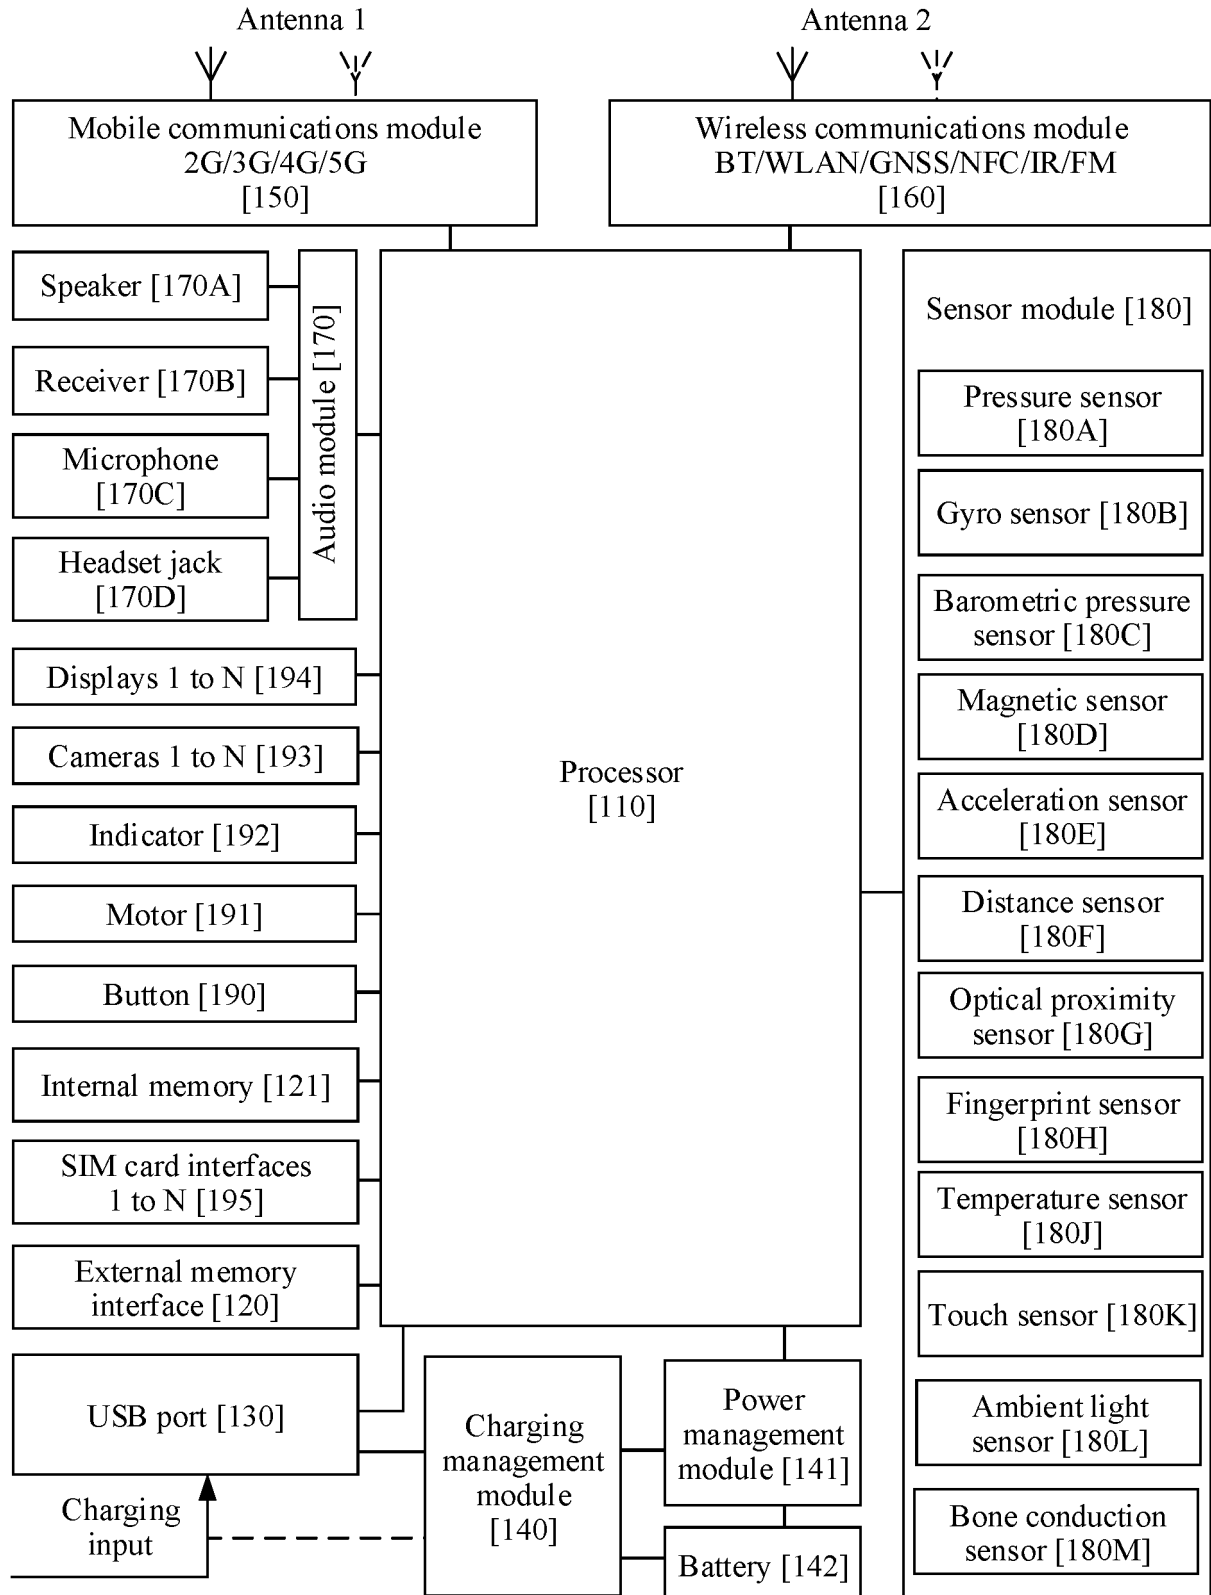 Antenna 1
Antenna 2
Mobile communications module
2G/3G/4G/5G
[150]
Wireless communications module
BT/WLAN/GNSS/NFC/IR/FM
[160]
Speaker [170A]
Receiver [170B]
Microphone
[170C]
Headset jack
[170D]
Audio module [170]
Displays 1 to N [194]
Cameras 1 to N [193]
Indicator [192]
Motor [191]
Button [190]
Internal memory [121]
SIM card interfaces
1 to N [195]
External memory
interface [120]
USB port [130]
Charging
input
Processor
[110]
Charging
management
module
[140]
Power
management
module [141]
Battery [142]
Sensor module [180]
Pressure sensor
[180A]
Gyro sensor [180B]
Barometric pressure
sensor [180C]
Magnetic sensor
[180D]
Acceleration sensor
[180E]
Distance sensor
[180F]
Optical proximity
sensor [180G]
Fingerprint sensor
[180H]
Temperature sensor
[180J]
Touch sensor [180K]
Ambient light
sensor [180L]
Bone conduction
sensor [180M]